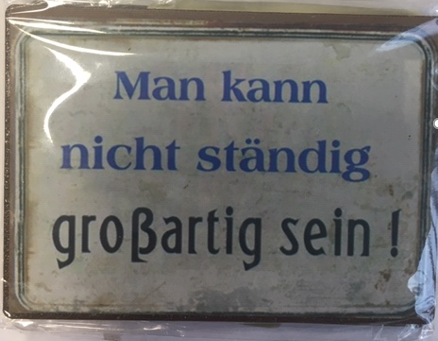 Man kann
nicht ständig
großartig sein !